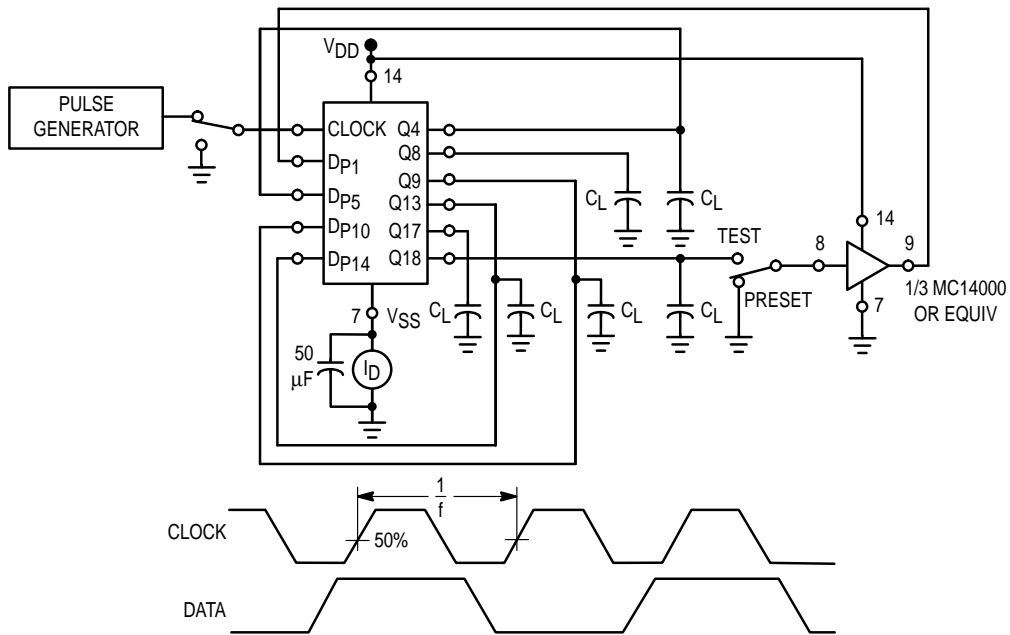 VDD
14
PULSE
GENERATOR
CLOCK
DP1
DP5
DP10
DP14
Q4
Q8
Q9
Q13
Q17
Q18
CL
CL
14
TEST
8
9
PRESET
1/3 MC14000
OR EQUIV
7
7
VSS
CL
CL
CL
CL
50
μF
ID
1
f
CLOCK
50%
DATA